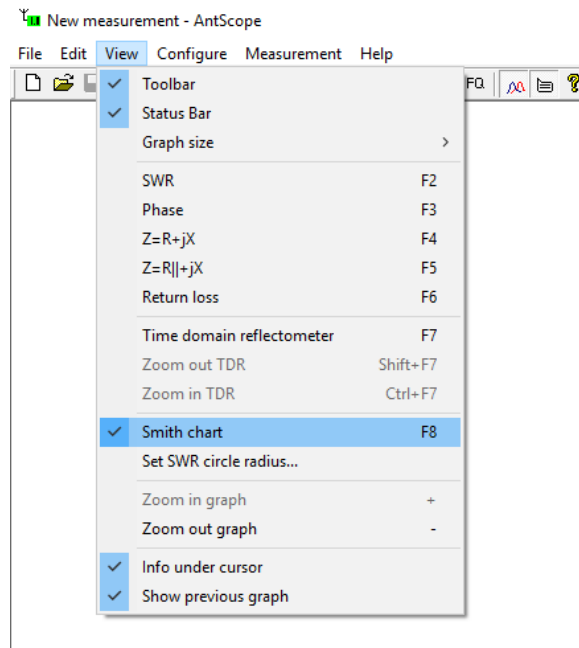 New measurement - AntScope
File Edit View Configure Measurement Help
FQ
Toolbar
Status Bar
Graph size
SWR F2
Phase F3
Z=R+jX F4
Z=R||+jX F5
Return loss F6
Time domain reflectometer F7
Zoom out TDR Shift+F7
Zoom in TDR Ctrl+F7
Smith chart F8
Set SWR circle radius...
Zoom in graph +
Zoom out graph -
Info under cursor
Show previous graph